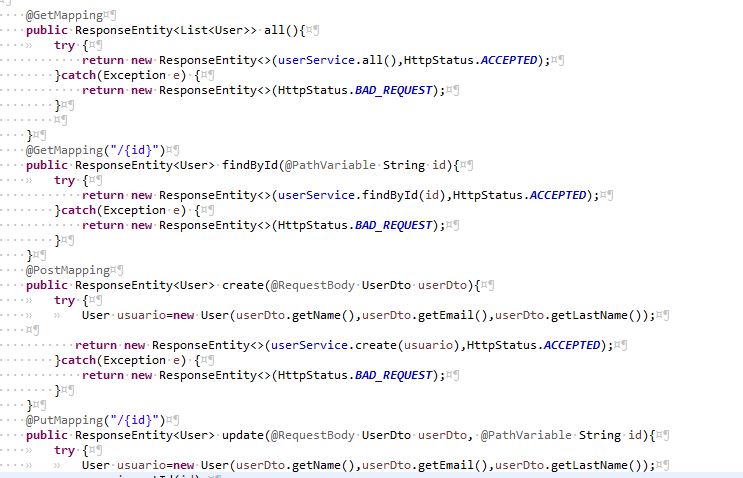 @GetMapping
public ResponseEntity<List<User>> all(){
try {
return new ResponseEntity<>(userService.all(),HttpStatus.ACCEPTED);
}catch(Exception e) {
return new ResponseEntity<>(HttpStatus.BAD_REQUEST);
}
}
@GetMapping("/{id}")
public ResponseEntity<User> findById(@PathVariable String id){
try {
return new ResponseEntity<>(userService.findById(id),HttpStatus.ACCEPTED);
}catch(Exception e) {
return new ResponseEntity<>(HttpStatus.BAD_REQUEST);
}
}
@PostMapping
public ResponseEntity<User> create(@RequestBody UserDto userDto){
try {
User usuario=new User(userDto.getName(),userDto.getEmail(),userDto.getLastName());
return new ResponseEntity<>(userService.create(usuario),HttpStatus.ACCEPTED);
}catch(Exception e) {
return new ResponseEntity<>(HttpStatus.BAD_REQUEST);
}
}
@PutMapping("/{id}")
public ResponseEntity<User> update(@RequestBody UserDto userDto, @PathVariable String id){
try {
User usuario=new User(userDto.getName(),userDto.getEmail(),userDto.getLastName());